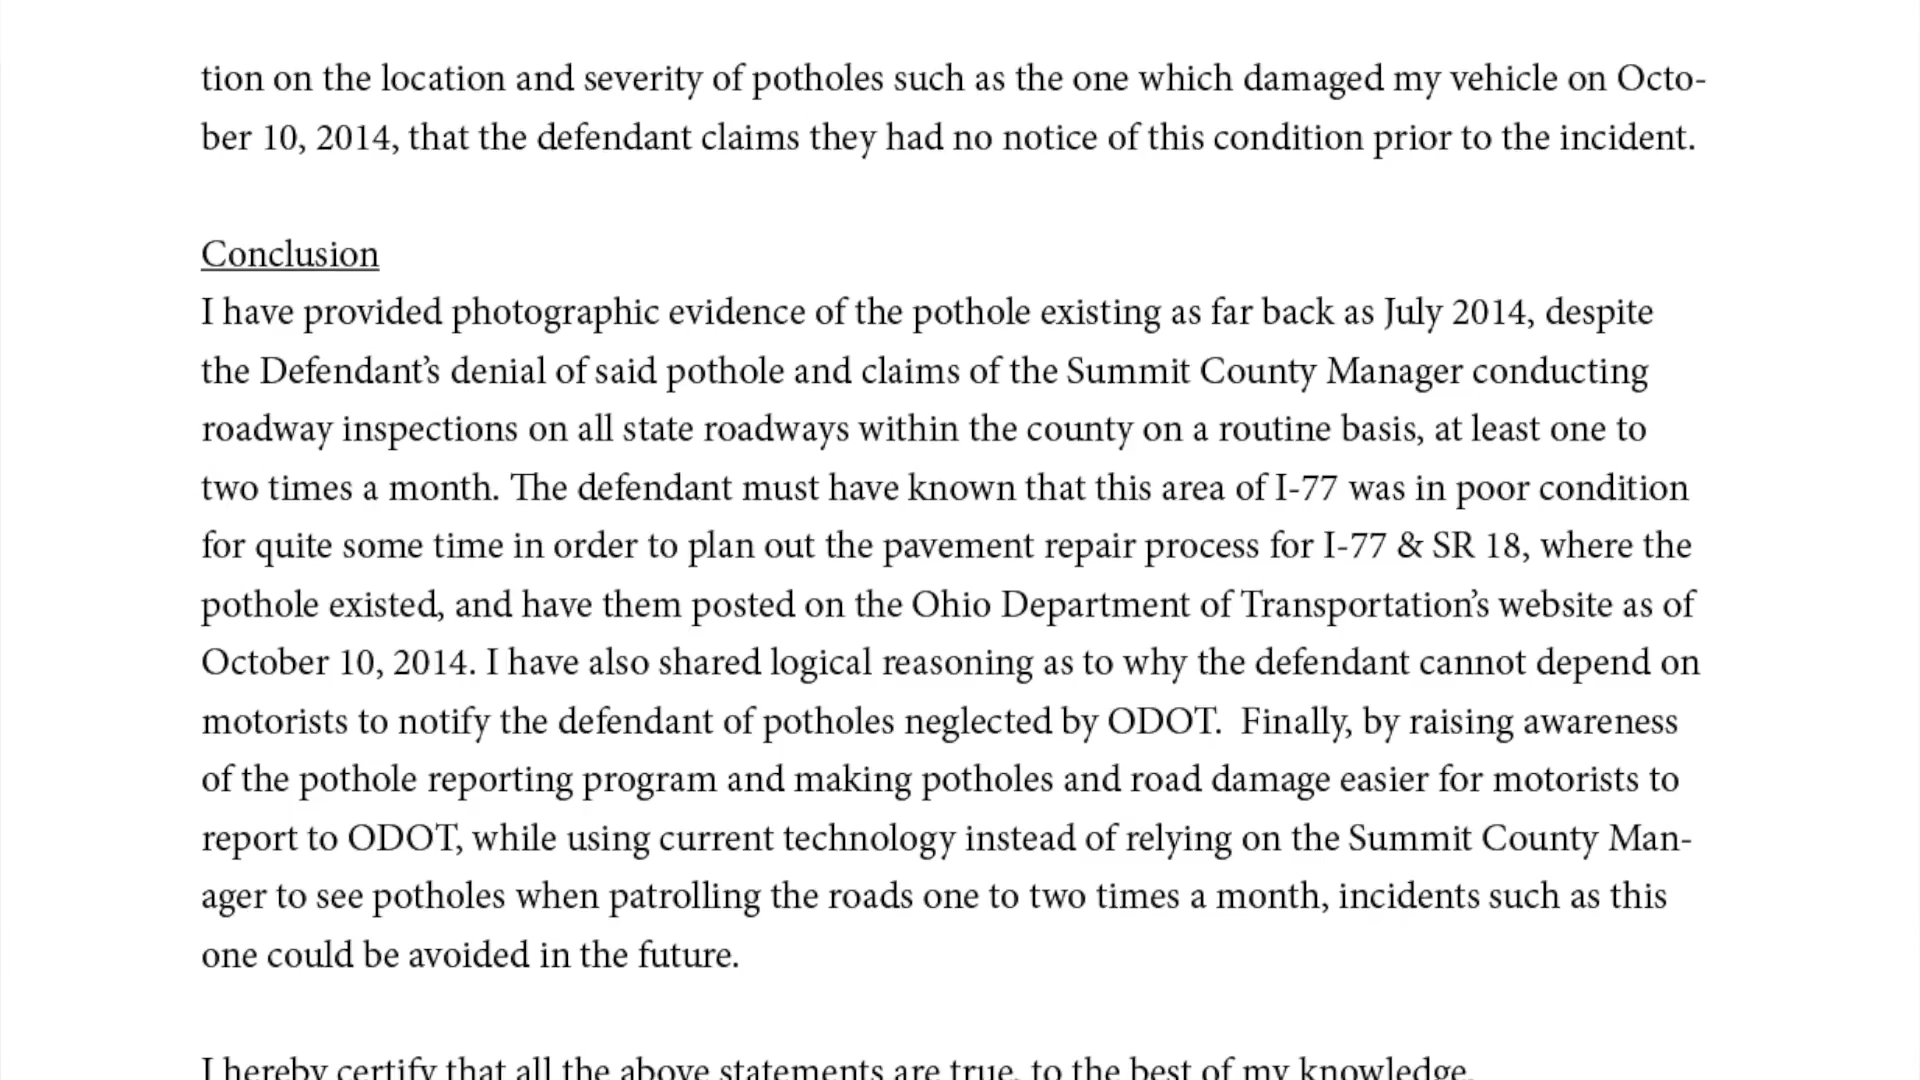 tion on the location and severity of potholes such as the one which damaged my vehicle on Octo-
ber 10, 2014, that the defendant claims they had no notice of this condition prior to the incident.
Conclusion
I have provided photographic evidence of the pothole existing as far back as July 2014, despite
the Defendant’s denial of said pothole and claims of the Summit County Manager conducting
roadway inspections on all state roadways within the county on a routine basis, at least one to
two times a month. The defendant must have known that this area of I-77 was in poor condition
for quite some time in order to plan out the pavement repair process for I-77 & SR 18, where the
pothole existed, and have them posted on the Ohio Department of Transportation’s website as of
October 10, 2014. I have also shared logical reasoning as to why the defendant cannot depend on
motorists to notify the defendant of potholes neglected by ODOT.  Finally, by raising awareness
of the pothole reporting program and making potholes and road damage easier for motorists to
report to ODOT, while using current technology instead of relying on the Summit County Man-
ager to see potholes when patrolling the roads one to two times a month, incidents such as this
one could be avoided in the future.
I hereby certify that all the above statements are true, to the best of my knowledge.